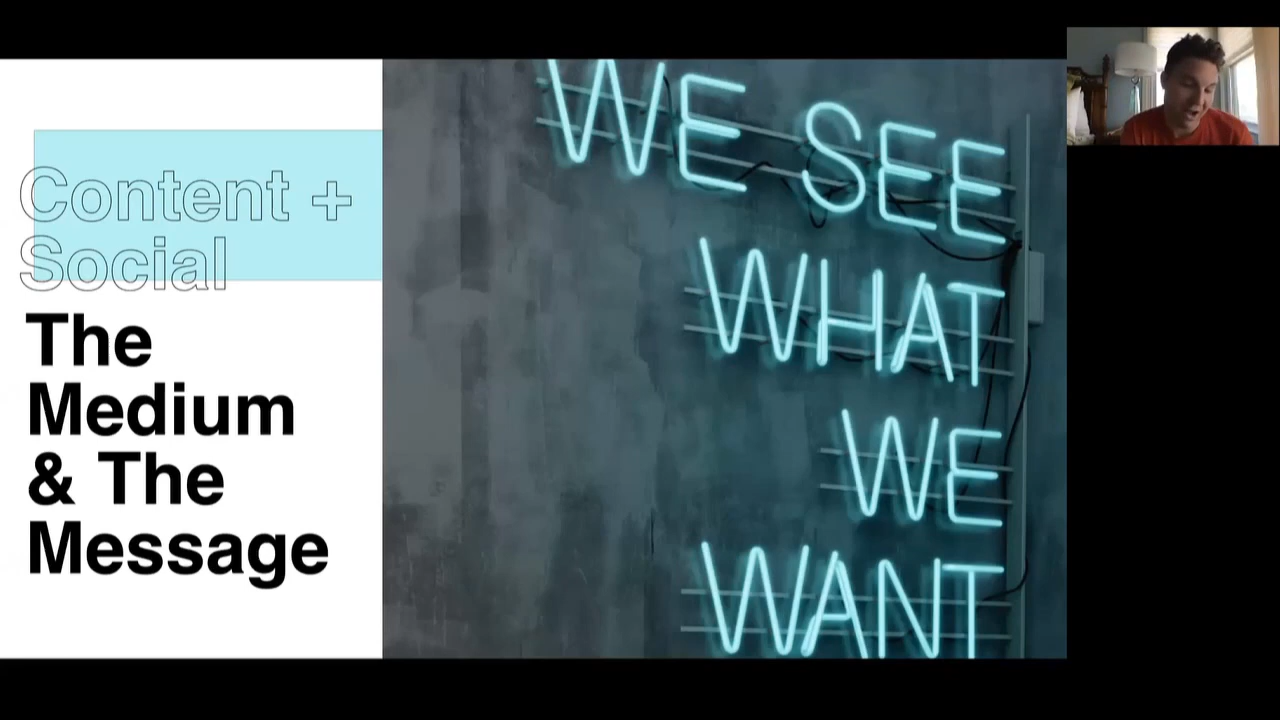 Content +
Social
The
Medium
& The
Message
WE SEE
WHAT
WE
WANT